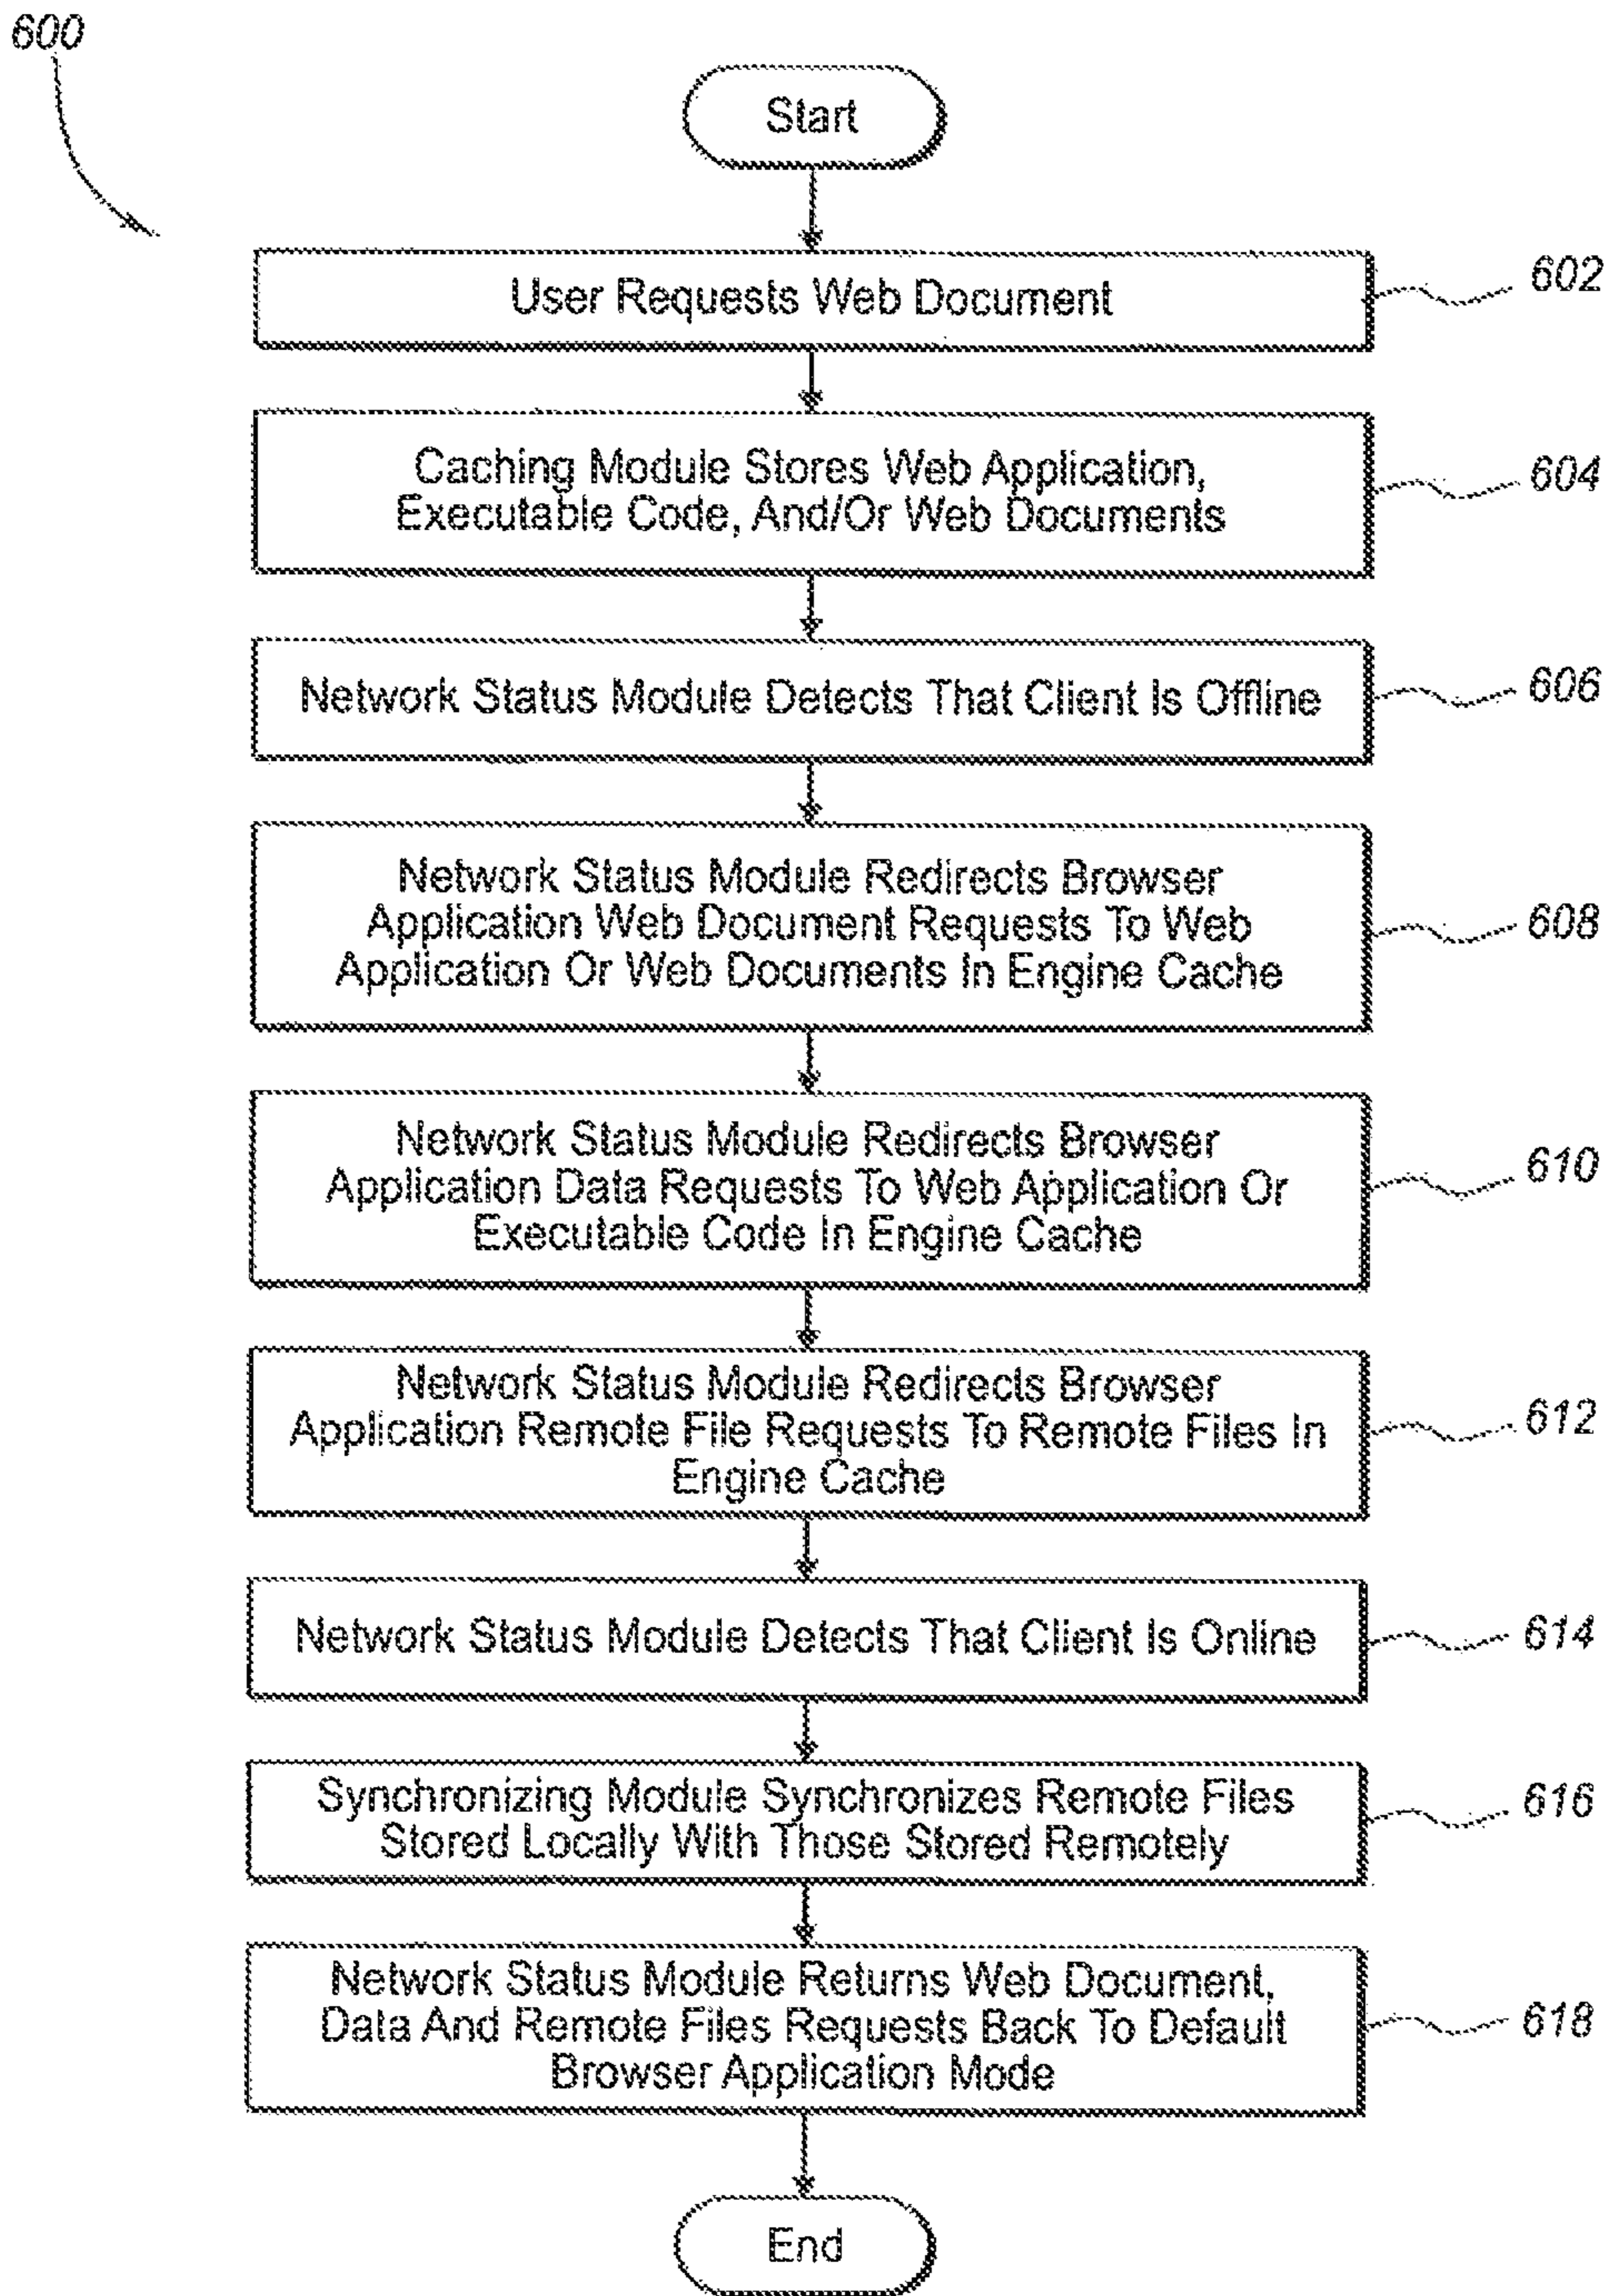 600
Start
User Requests Web Document
602
Caching Module Stores Web Application,
Executable Code, And/Or Web Documents
604
Network Status Module Detects That Client Is Offline
606
Network Status Module Redirects Browser
Application Web Document Requests To Web
Application Or Web Documents In Engine Cache
608
Network Status Module Redirects Browser
Application Data Requests To Web Application Or
Executable Code In Engine Cache
610
Network Status Module Redirects Browser
Application Remote File Requests To Remote Files In
Engine Cache
612
Network Status Module Detects That Client Is Online
614
Synchronizing Module Synchronizes Remote Files
Stored Locally With Those Stored Remotely
616
Network Status Module Returns Web Document,
Data And Remote Files Requests Back To Default
Browser Application Mode
618
End